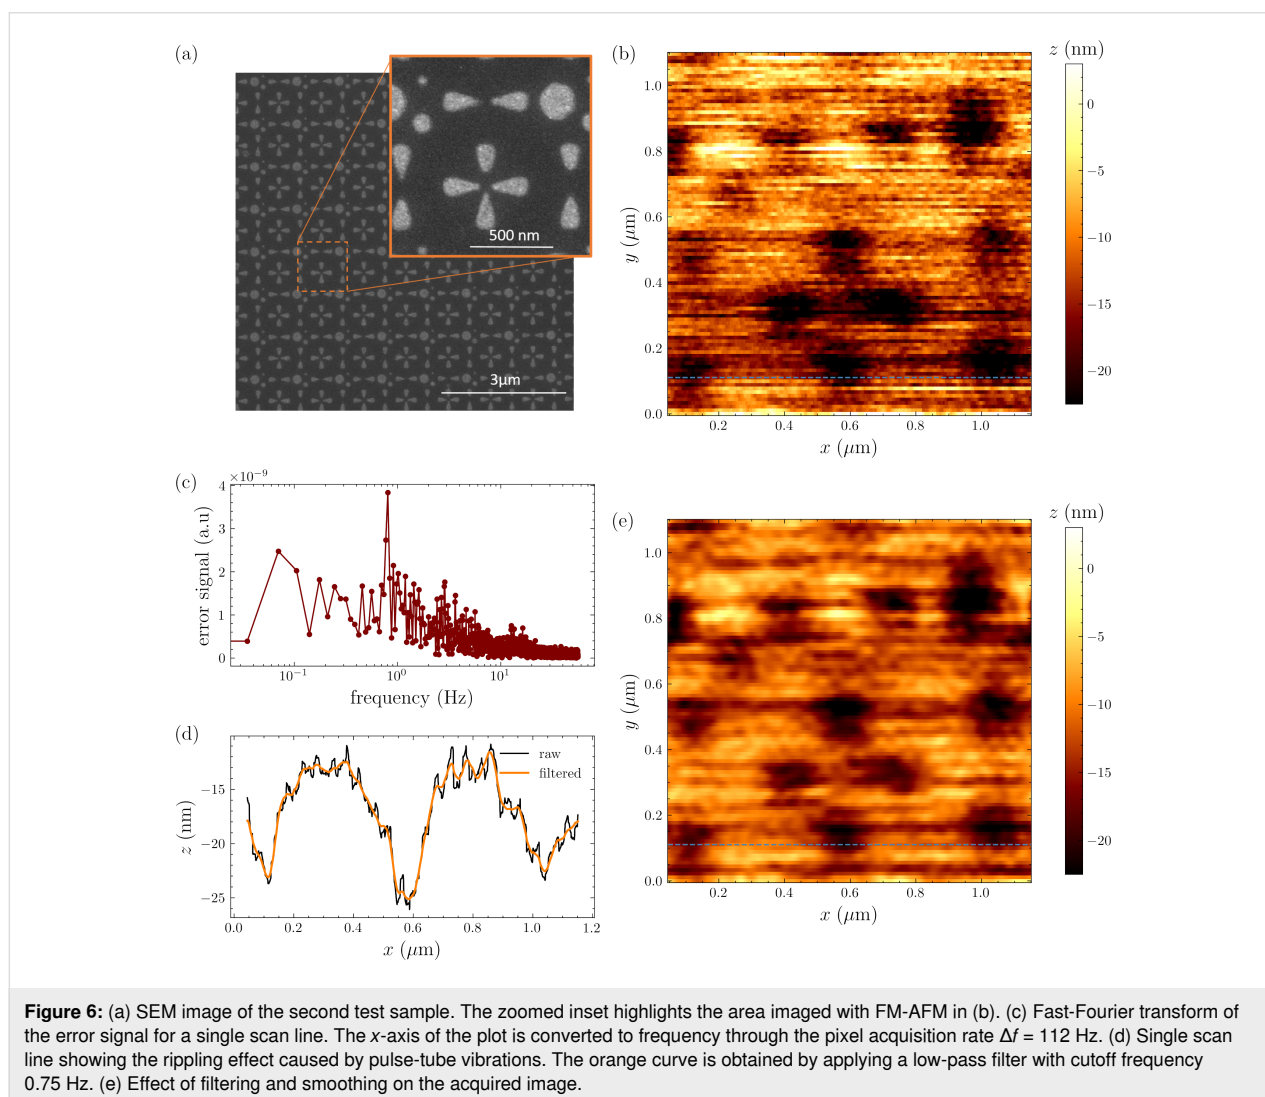 (a)
500 nm
3μm
(b)
z (nm)
1.0
0.8
0.6
0.4
0.2
0.0
y (μm)
0.2
0.4
0.6
0.8
1.0
x (μm)
0
−5
−10
−15
−20
(c)
×10⁻⁹
4
3
2
1
0
error signal (a.u)
10⁻¹
10⁰
10¹
frequency (Hz)
(d)
raw
filtered
−15
−20
−25
z (nm)
0.0
0.2
0.4
0.6
0.8
1.0
1.2
x (μm)
(e)
z (nm)
1.0
0.8
0.6
0.4
0.2
0.0
y (μm)
0.2
0.4
0.6
0.8
1.0
x (μm)
0
−5
−10
−15
−20
Figure 6: (a) SEM image of the second test sample. The zoomed inset highlights the area imaged with FM-AFM in (b). (c) Fast-Fourier transform of
the error signal for a single scan line. The x-axis of the plot is converted to frequency through the pixel acquisition rate Δf = 112 Hz. (d) Single scan
line showing the rippling effect caused by pulse-tube vibrations. The orange curve is obtained by applying a low-pass filter with cutoff frequency
0.75 Hz. (e) Effect of filtering and smoothing on the acquired image.